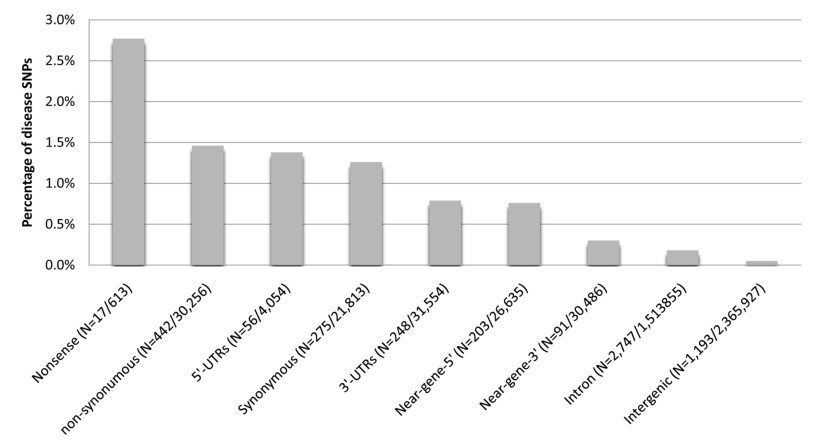 3.0%
2.5%
2.0%
1.5%
1.0%
0.5%
0.0%
Percentage of disease SNPs
Nonsense (N=17/613)
non-synonumous (N=442/30,256)
5'-UTRs (N=56/4,054)
Synonymous (N=275/21,813)
3'-UTRs (N=248/31,554)
Near-gene-5' (N=203/26,635)
Near-gene-3' (N=91/30,486)
Intron (N=2,747/1,513855)
Intergenic (N=1,193/2,365,927)